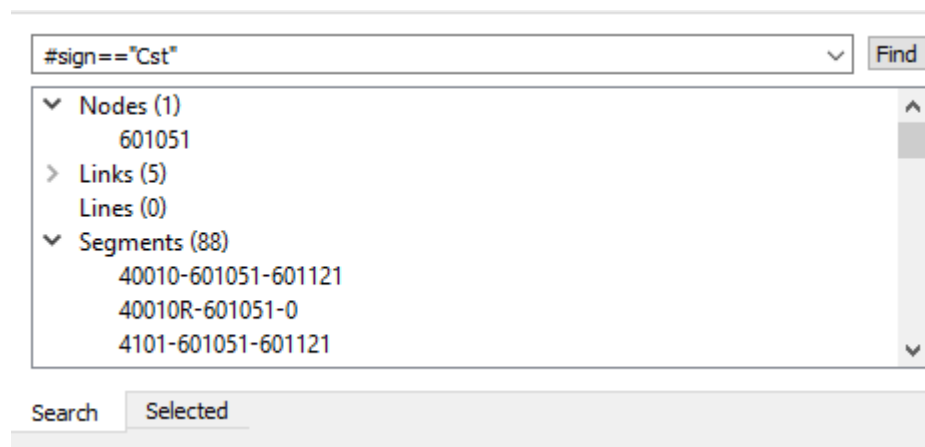 #sign=="Cst"
Find
Nodes (1)
601051
Links (5)
Lines (0)
Segments (88)
40010-601051-601121
40010R-601051-0
4101-601051-601121
Search Selected